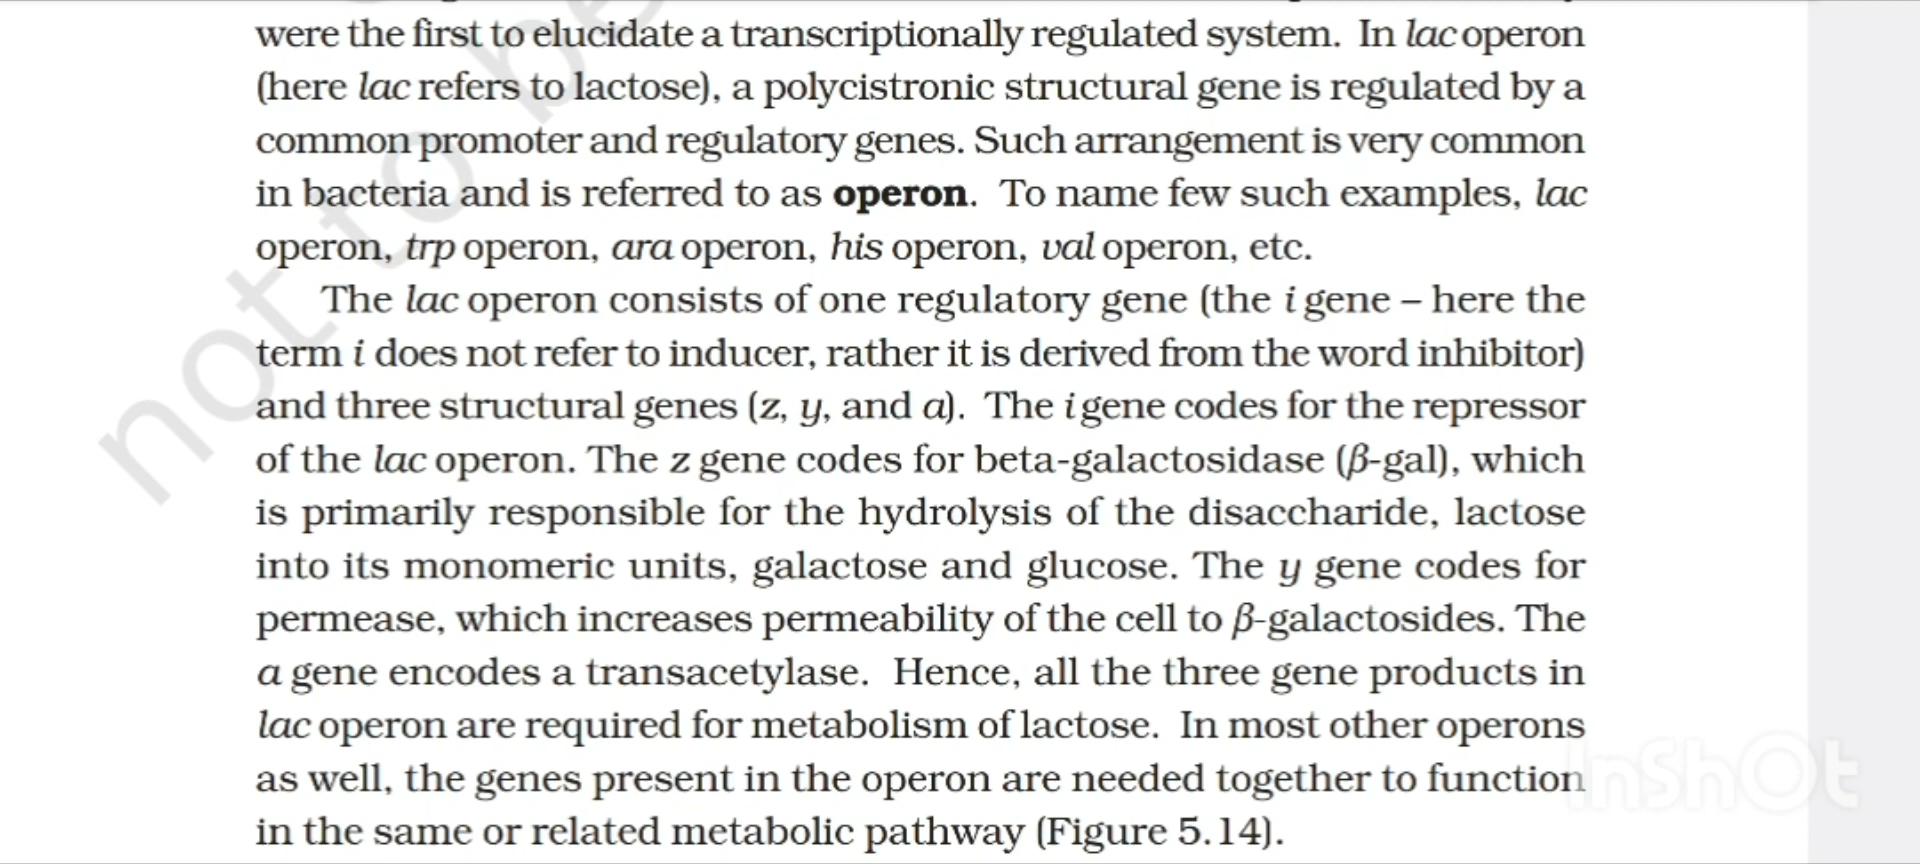 were the first to elucidate a transcriptionally regulated system. In lac operon
(here lac refers to lactose), a polycistronic structural gene is regulated by a
common promoter and regulatory genes. Such arrangement is very common
in bacteria and is referred to as operon. To name few such examples, lac
operon, trp operon, ara operon, his operon, val operon, etc.
The lac operon consists of one regulatory gene (the i gene – here the
term i does not refer to inducer, rather it is derived from the word inhibitor)
and three structural genes (z, y, and a). The i gene codes for the repressor
of the lac operon. The z gene codes for beta-galactosidase (β-gal), which
is primarily responsible for the hydrolysis of the disaccharide, lactose
into its monomeric units, galactose and glucose. The y gene codes for
permease, which increases permeability of the cell to β-galactosides. The
a gene encodes a transacetylase. Hence, all the three gene products in
lac operon are required for metabolism of lactose. In most other operons
as well, the genes present in the operon are needed together to function
in the same or related metabolic pathway (Figure 5.14).
not to be
InShOt